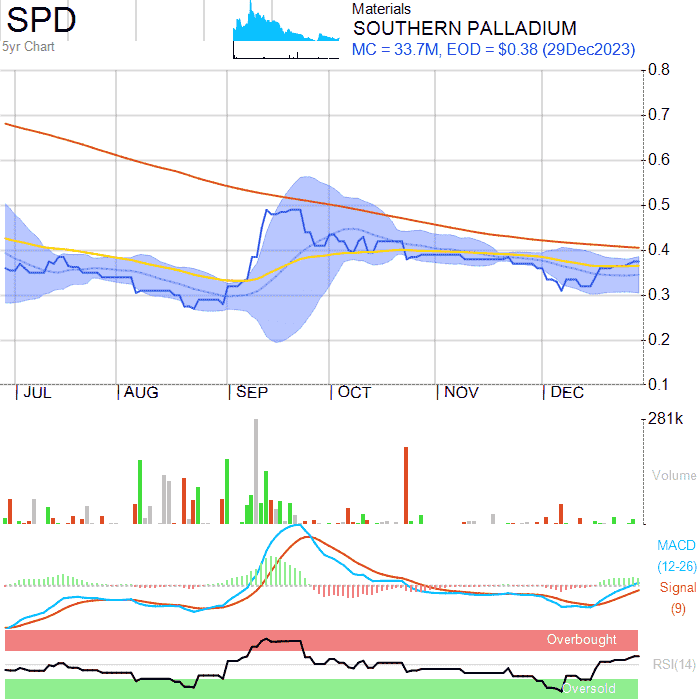 SPD
5yr Chart
Materials
SOUTHERN PALLADIUM
MC = 33.7M, EOD = $0.38 (29Dec2023)
0.8
0.7
0.6
0.5
0.4
0.3
0.2
0.1
JUL AUG SEP OCT NOV DEC
281k
Volume
MACD
(12-26)
Signal
(9)
Overbought
RSI(14)
Oversold